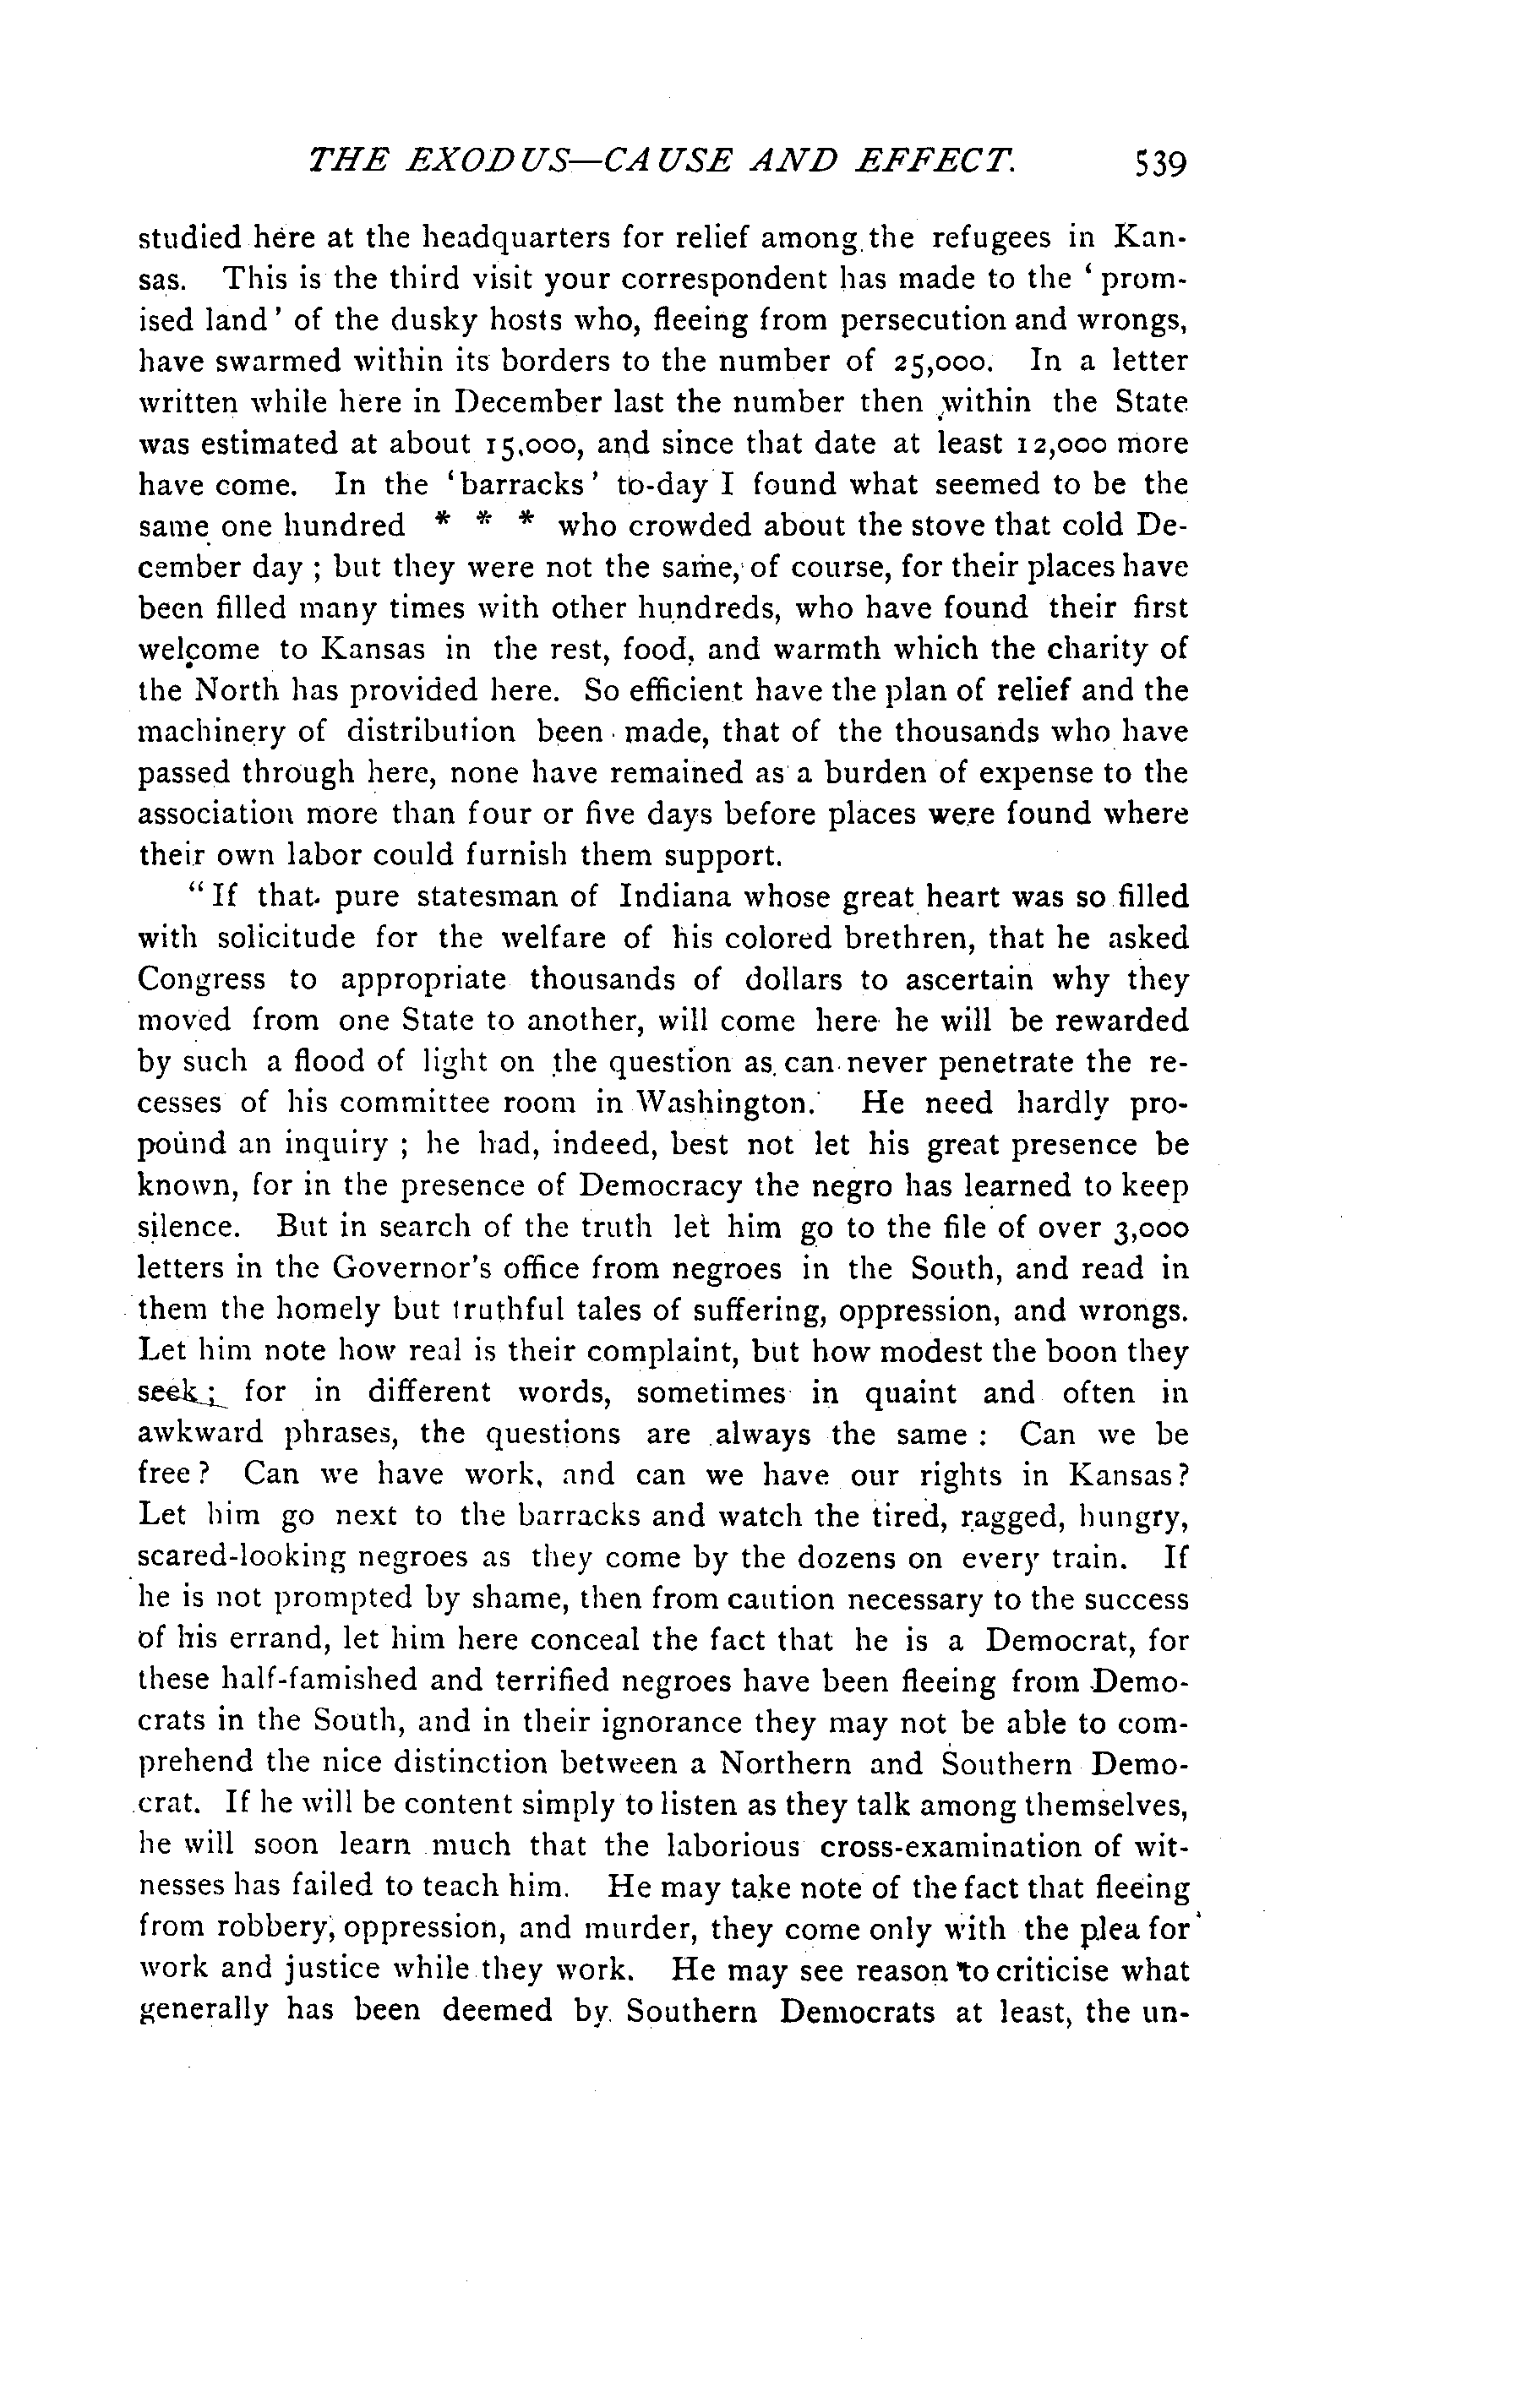 THE EXODUS—CAUSE AND EFFECT. 539
studied here at the headquarters for relief among the refugees in Kan-
sas. This is the third visit your correspondent has made to the ‘prom-
ised land’ of the dusky hosts who, fleeing from persecution and wrongs,
have swarmed within its borders to the number of 25,000. In a letter
written while here in December last the number then within the State
was estimated at about 15,000, and since that date at least 12,000 more
have come. In the ‘barracks’ to-day I found what seemed to be the
same one hundred * * * who crowded about the stove that cold De-
cember day ; but they were not the same, of course, for their places have
been filled many times with other hundreds, who have found their first
welcome to Kansas in the rest, food, and warmth which the charity of
the North has provided here. So efficient have the plan of relief and the
machinery of distribution been made, that of the thousands who have
passed through here, none have remained as a burden of expense to the
association more than four or five days before places were found where
their own labor could furnish them support.
“If that pure statesman of Indiana whose great heart was so filled
with solicitude for the welfare of his colored brethren, that he asked
Congress to appropriate thousands of dollars to ascertain why they
moved from one State to another, will come here he will be rewarded
by such a flood of light on the question as can never penetrate the re-
cesses of his committee room in Washington. He need hardly pro-
pound an inquiry ; he had, indeed, best not let his great presence be
known, for in the presence of Democracy the negro has learned to keep
silence. But in search of the truth let him go to the file of over 3,000
letters in the Governor's office from negroes in the South, and read in
them the homely but truthful tales of suffering, oppression, and wrongs.
Let him note how real is their complaint, but how modest the boon they
seek; for in different words, sometimes in quaint and often in
awkward phrases, the questions are always the same : Can we be
free? Can we have work, and can we have our rights in Kansas?
Let him go next to the barracks and watch the tired, ragged, hungry,
scared-looking negroes as they come by the dozens on every train. If
he is not prompted by shame, then from caution necessary to the success
of his errand, let him here conceal the fact that he is a Democrat, for
these half-famished and terrified negroes have been fleeing from Demo-
crats in the South, and in their ignorance they may not be able to com-
prehend the nice distinction between a Northern and Southern Demo-
crat. If he will be content simply to listen as they talk among themselves,
he will soon learn much that the laborious cross-examination of wit-
nesses has failed to teach him. He may take note of the fact that fleeing
from robbery, oppression, and murder, they come only with the plea for
work and justice while they work. He may see reason to criticise what
generally has been deemed by Southern Democrats at least, the un-